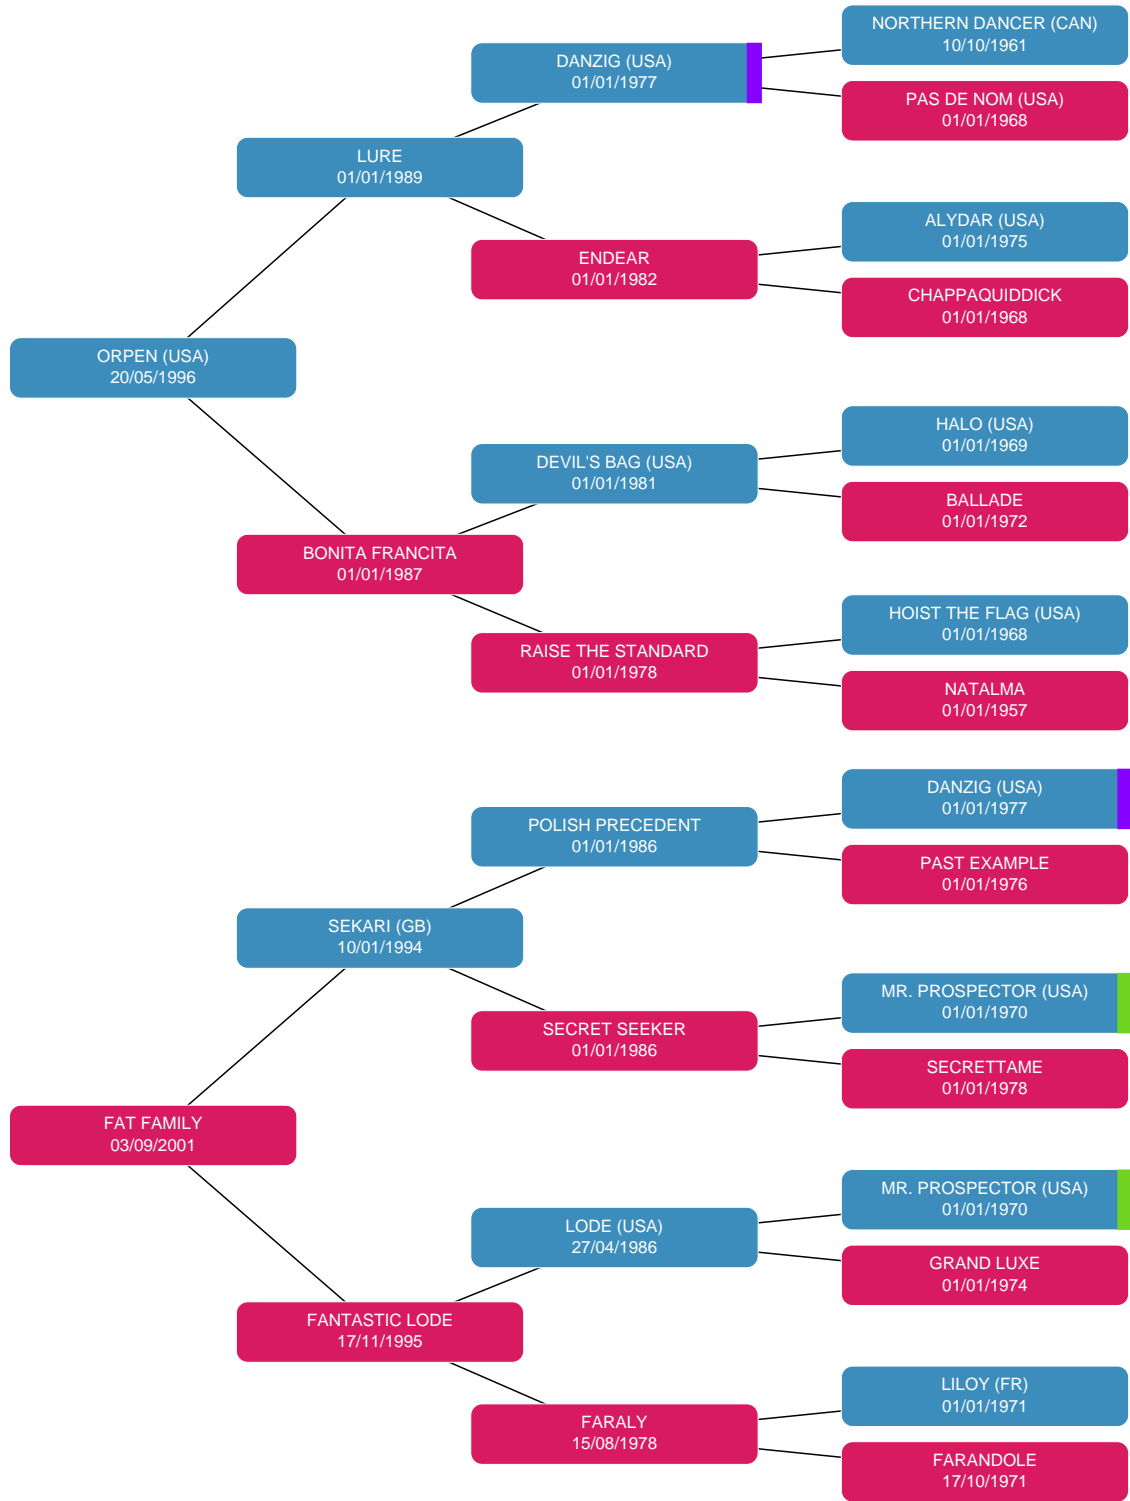 NORTHERN DANCER (CAN)
10/10/1961
DANZIG (USA)
01/01/1977
PAS DE NOM (USA)
01/01/1968
LURE
01/01/1989
ALYDAR (USA)
01/01/1975
ENDEAR
01/01/1982
CHAPPAQUIDDICK
01/01/1968
ORPEN (USA)
20/05/1996
HALO (USA)
01/01/1969
DEVIL'S BAG (USA)
01/01/1981
BALLADE
01/01/1972
BONITA FRANCITA
01/01/1987
HOIST THE FLAG (USA)
01/01/1968
RAISE THE STANDARD
01/01/1978
NATALMA
01/01/1957
DANZIG (USA)
01/01/1977
POLISH PRECEDENT
01/01/1986
PAST EXAMPLE
01/01/1976
SEKARI (GB)
10/01/1994
MR. PROSPECTOR (USA)
01/01/1970
SECRET SEEKER
01/01/1986
SECRETTAME
01/01/1978
FAT FAMILY
03/09/2001
MR. PROSPECTOR (USA)
01/01/1970
LODE (USA)
27/04/1986
GRAND LUXE
01/01/1974
FANTASTIC LODE
17/11/1995
LILOY (FR)
01/01/1971
FARALY
15/08/1978
FARANDOLE
17/10/1971